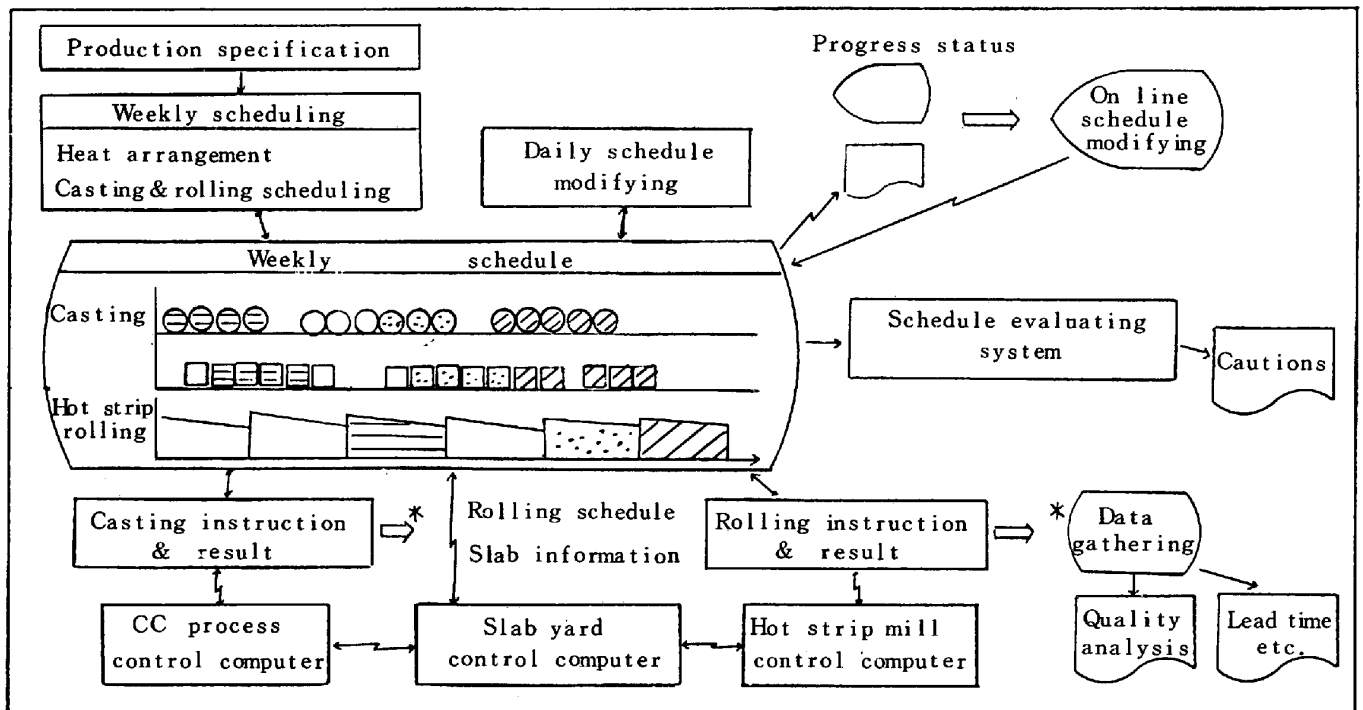 Production specification
Weekly scheduling
Heat arrangement
Casting & rolling scheduling
Daily schedule
modifying
Progress status
On line
schedule
modifying
Weekly schedule
Casting
Hot strip
rolling
Schedule evaluating
system
Cautions
Casting instruction
& result
*
Rolling schedule
Slab information
Rolling instruction
& result
*
Data
gathering
CC process
control computer
Slab yard
control computer
Hot strip mill
control computer
Quality
analysis
Lead time
etc.